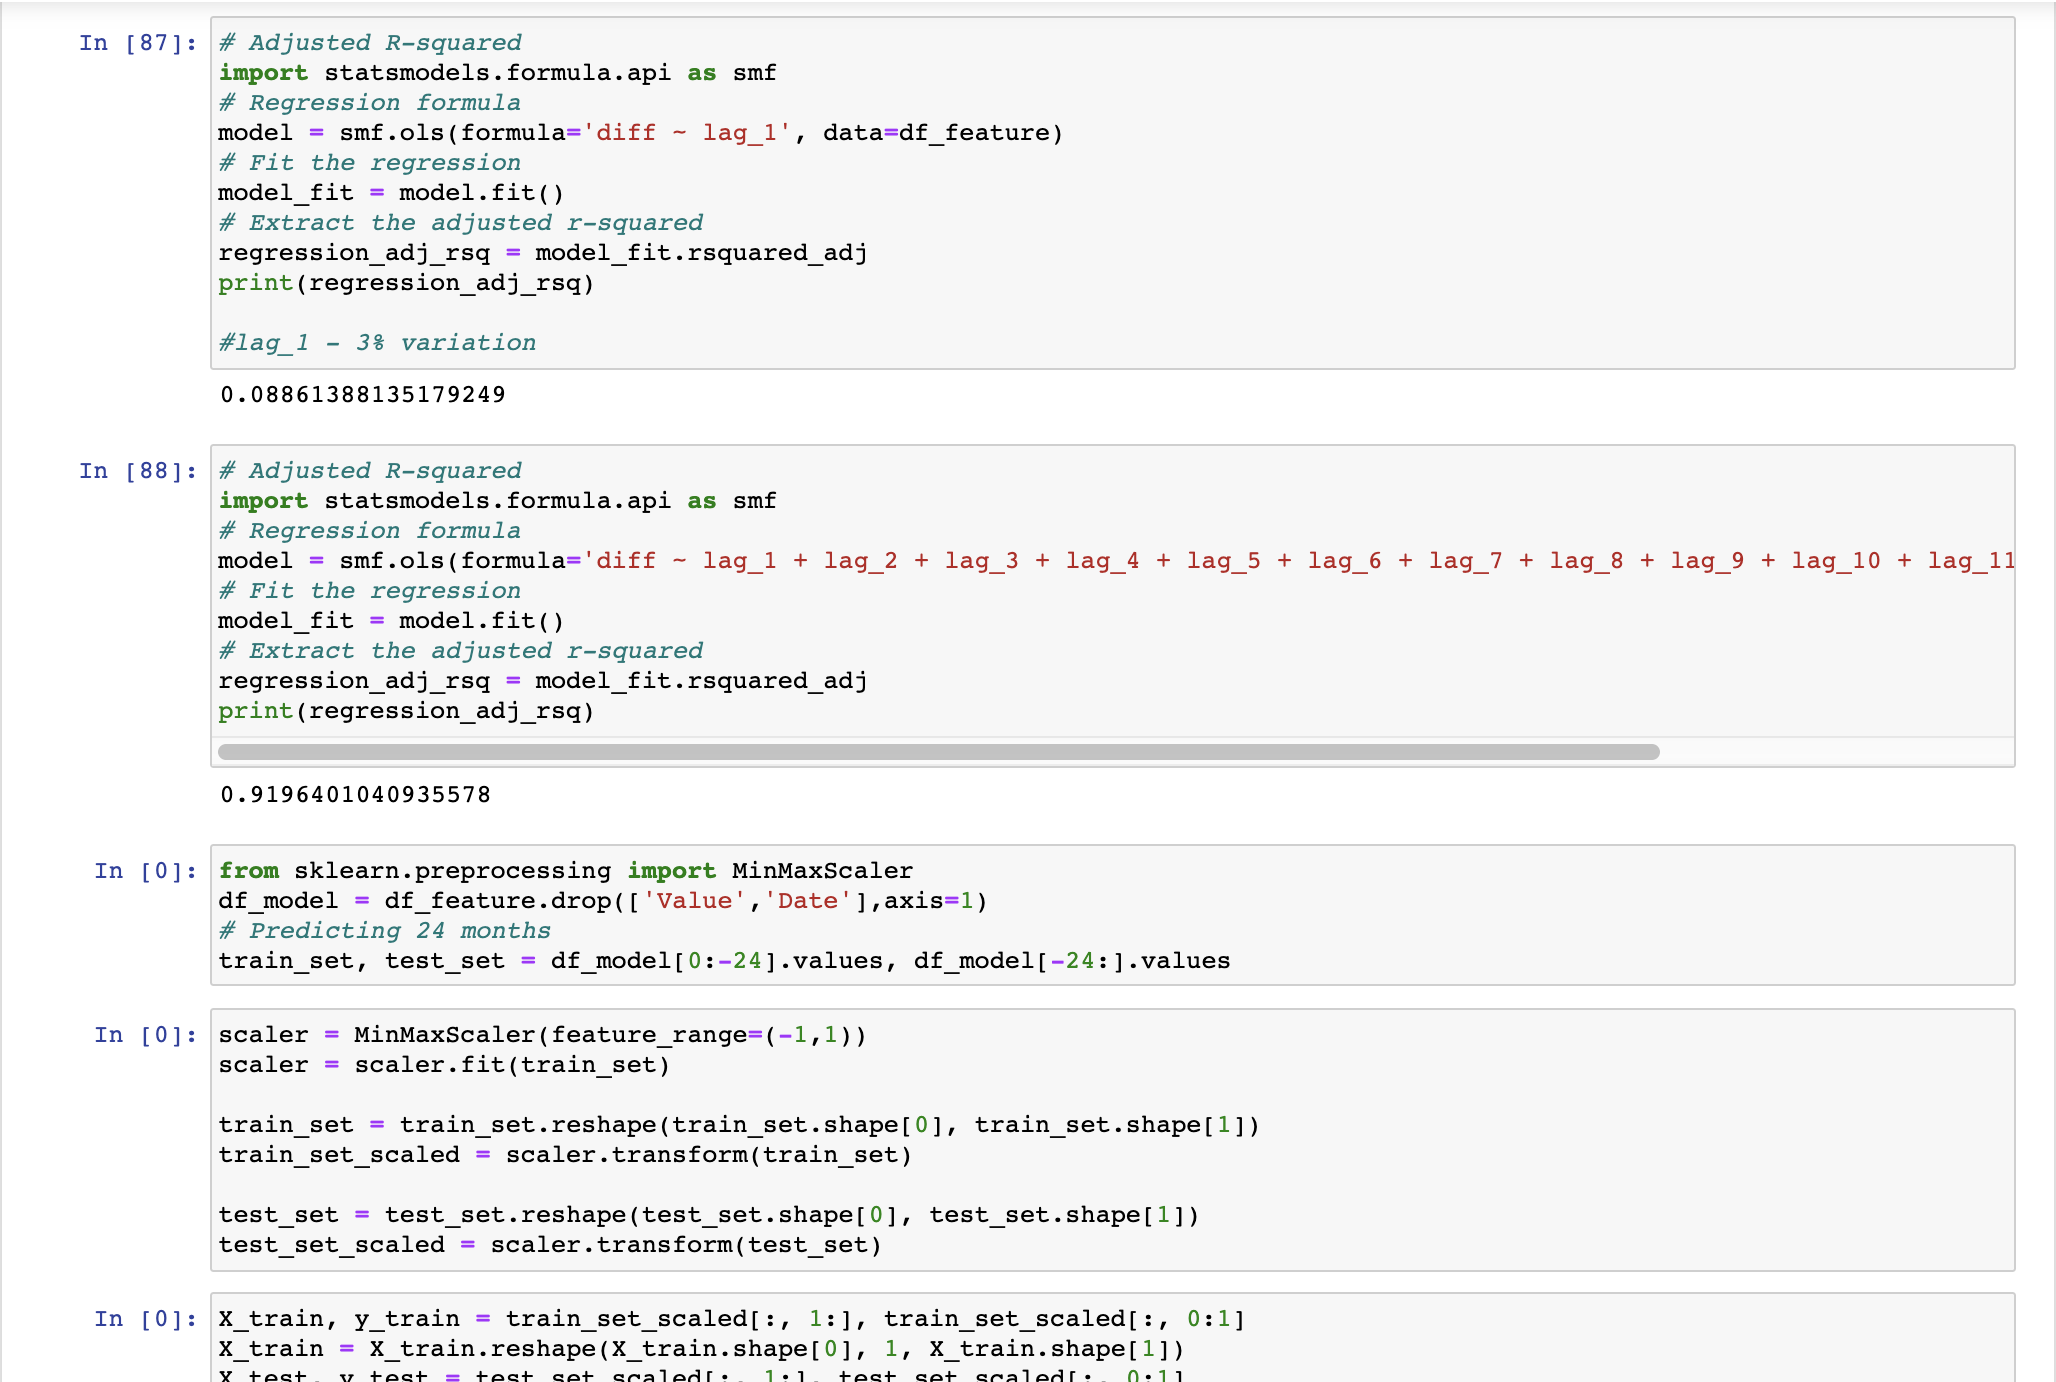 In [87]:
# Adjusted R-squared
import statsmodels.formula.api as smf
# Regression formula
model = smf.ols(formula='diff ~ lag_1', data=df_feature)
# Fit the regression
model_fit = model.fit()
# Extract the adjusted r-squared
regression_adj_rsq = model_fit.rsquared_adj
print(regression_adj_rsq)
#lag_1 - 3% variation
0.08861388135179249
In [88]:
# Adjusted R-squared
import statsmodels.formula.api as smf
# Regression formula
model = smf.ols(formula='diff ~ lag_1 + lag_2 + lag_3 + lag_4 + lag_5 + lag_6 + lag_7 + lag_8 + lag_9 + lag_10 + lag_11
# Fit the regression
model_fit = model.fit()
# Extract the adjusted r-squared
regression_adj_rsq = model_fit.rsquared_adj
print(regression_adj_rsq)
0.9196401040935578
In [0]:
from sklearn.preprocessing import MinMaxScaler
df_model = df_feature.drop(['Value','Date'],axis=1)
# Predicting 24 months
train_set, test_set = df_model[0:-24].values, df_model[-24:].values
In [0]:
scaler = MinMaxScaler(feature_range=(-1,1))
scaler = scaler.fit(train_set)
train_set = train_set.reshape(train_set.shape[0], train_set.shape[1])
train_set_scaled = scaler.transform(train_set)
test_set = test_set.reshape(test_set.shape[0], test_set.shape[1])
test_set_scaled = scaler.transform(test_set)
In [0]:
X_train, y_train = train_set_scaled[:, 1:], train_set_scaled[:, 0:1]
X_train = X_train.reshape(X_train.shape[0], 1, X_train.shape[1])
X_test, y_test = test_set_scaled[:, 1:], test_set_scaled[:, 0:1]